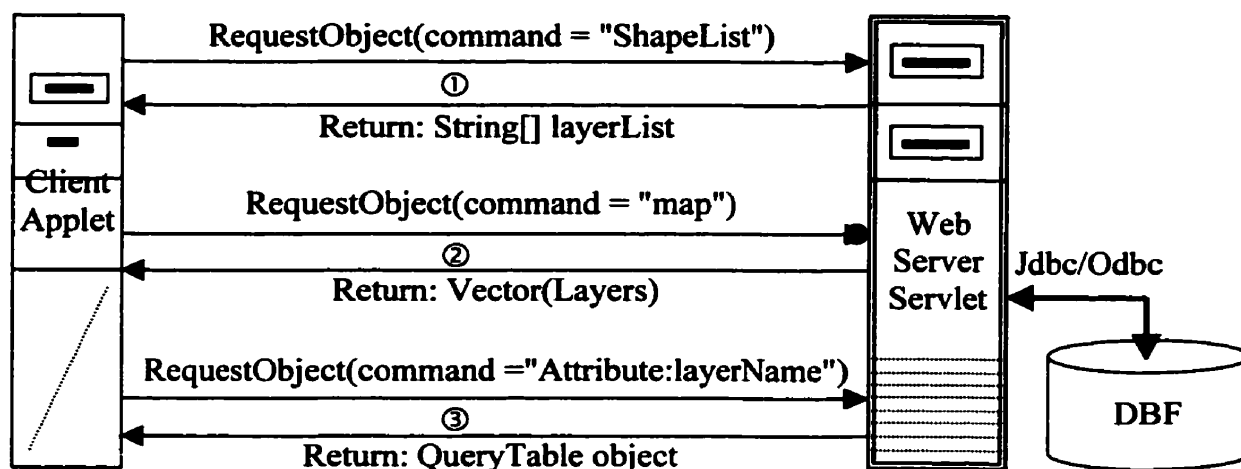 RequestObject(command = "ShapeList")
①
Return: String[] layerList
Client
Applet
RequestObject(command = "map")
②
Return: Vector(Layers)
Web
Server
Servlet
Jdbc/Odbc
RequestObject(command ="Attribute:layerName")
③
Return: QueryTable object
DBF